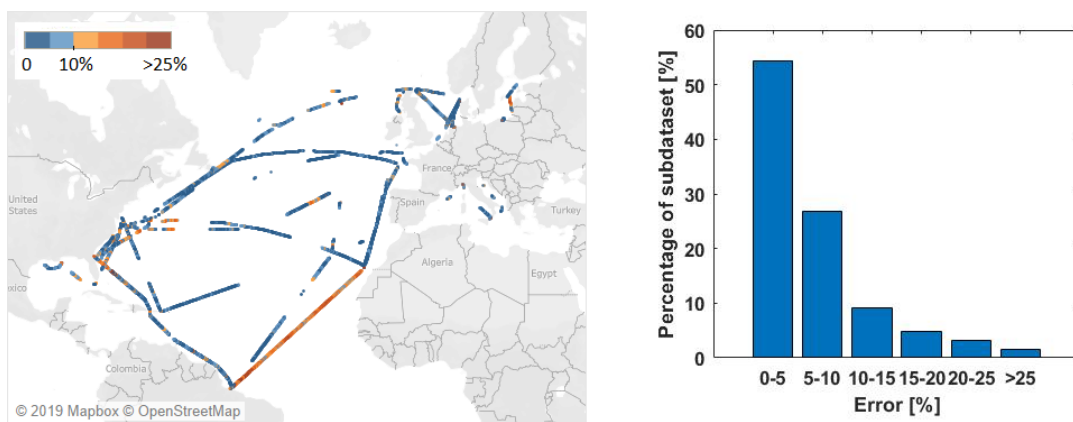 0 10% >25%
United
States
exico
Colombia
France
Spain
Algeria
Turkey
Egypt
© 2019 Mapbox © OpenStreetMap
60
50
40
30
20
10
0
Percentage of subdataset [%]
0-5 5-10 10-15 15-20 20-25 >25
Error [%]